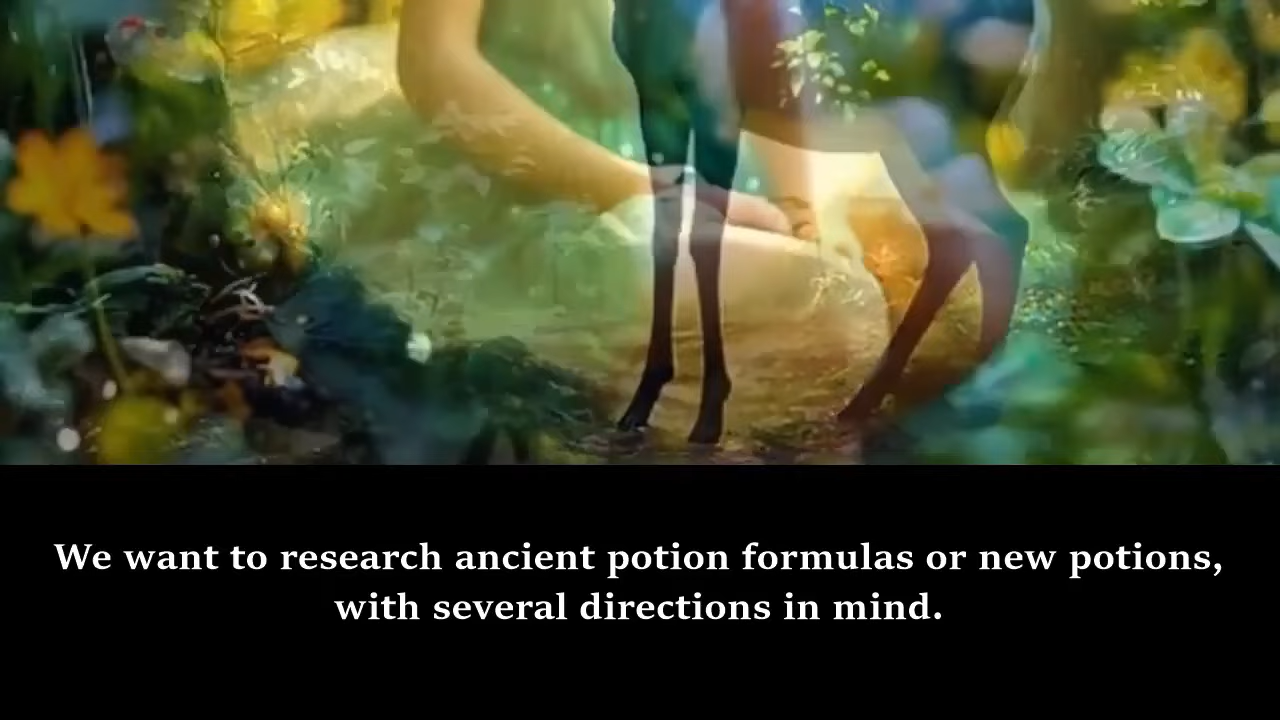 We want to research ancient potion formulas or new potions,
with several directions in mind.